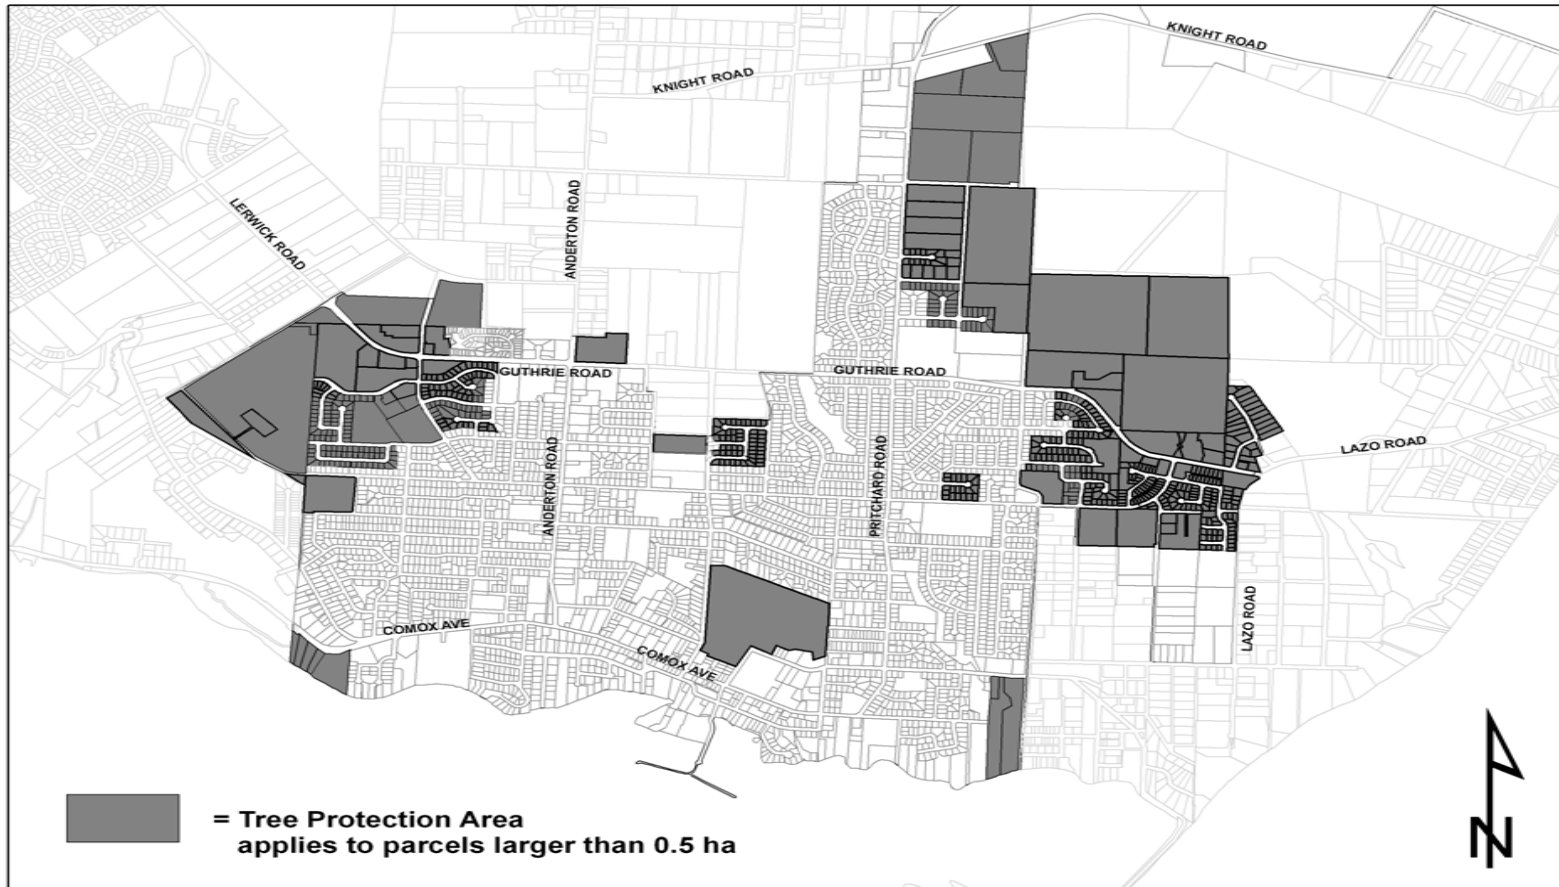 KNIGHT ROAD
KNIGHT ROAD
LERWICK ROAD
ANDERTON ROAD
GUTHRIE ROAD
GUTHRIE ROAD
ANDERTON ROAD
PRITCHARD ROAD
LAZO ROAD
COMOX AVE
COMOX AVE
LAZO ROAD
= Tree Protection Area
applies to parcels larger than 0.5 ha
N